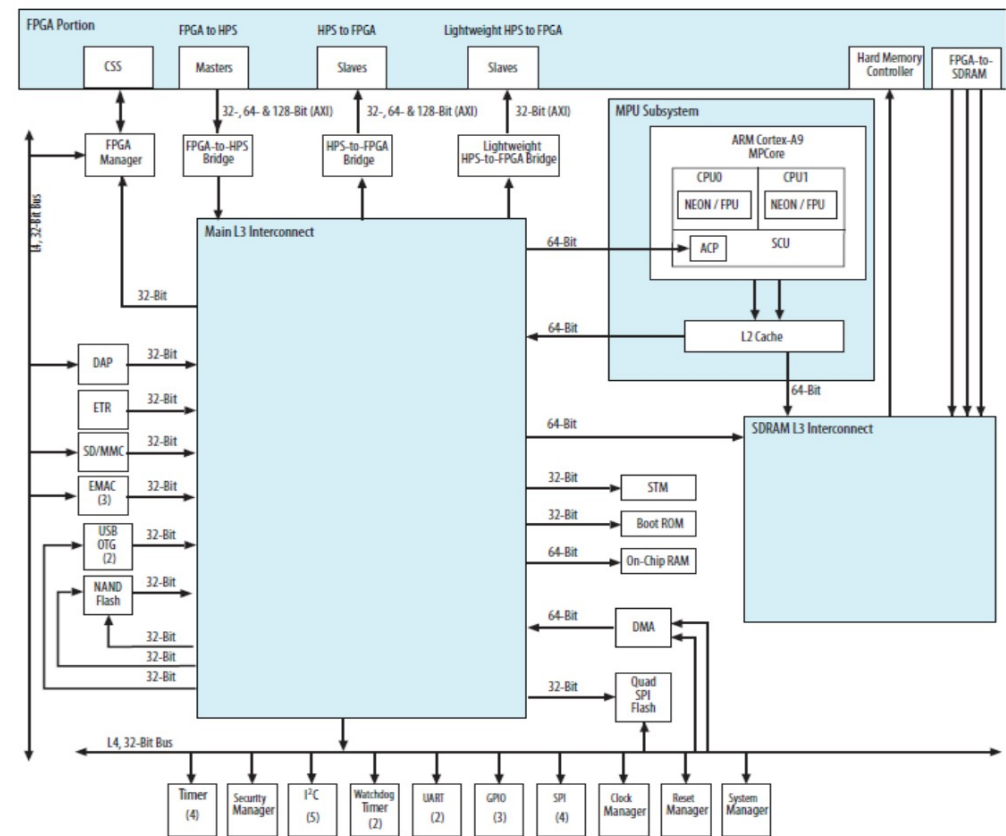 FPGA Portion
FPGA to HPS
HPS to FPGA
Lightweight HPS to FPGA
CSS
Masters
Slaves
Slaves
Hard Memory
Controller
FPGA-to-
SDRAM
32-, 64- & 128-Bit (AXI)
32-, 64- & 128-Bit (AXI)
32-Bit (AXI)
FPGA
Manager
FPGA-to-HPS
Bridge
HPS-to-FPGA
Bridge
Lightweight
HPS-to-FPGA Bridge
MPU Subsystem
ARM Cortex-A9
MPCore
CPU0
CPU1
NEON / FPU
NEON / FPU
ACP
SCU
L4, 32-Bit Bus
Main L3 Interconnect
64-Bit
32-Bit
64-Bit
L2 Cache
64-Bit
DAP
32-Bit
ETR
32-Bit
SD/MMC
32-Bit
EMAC
(3)
32-Bit
USB
OTG
(2)
32-Bit
NAND
Flash
32-Bit
32-Bit
32-Bit
32-Bit
64-Bit
SDRAM L3 Interconnect
32-Bit
STM
32-Bit
Boot ROM
64-Bit
On-Chip RAM
64-Bit
DMA
32-Bit
Quad
SPI
Flash
L4, 32-Bit Bus
Timer
(4)
Security
Manager
I²C
(5)
Watchdog
Timer
(2)
UART
(2)
GPIO
(3)
SPI
(4)
Clock
Manager
Reset
Manager
System
Manager